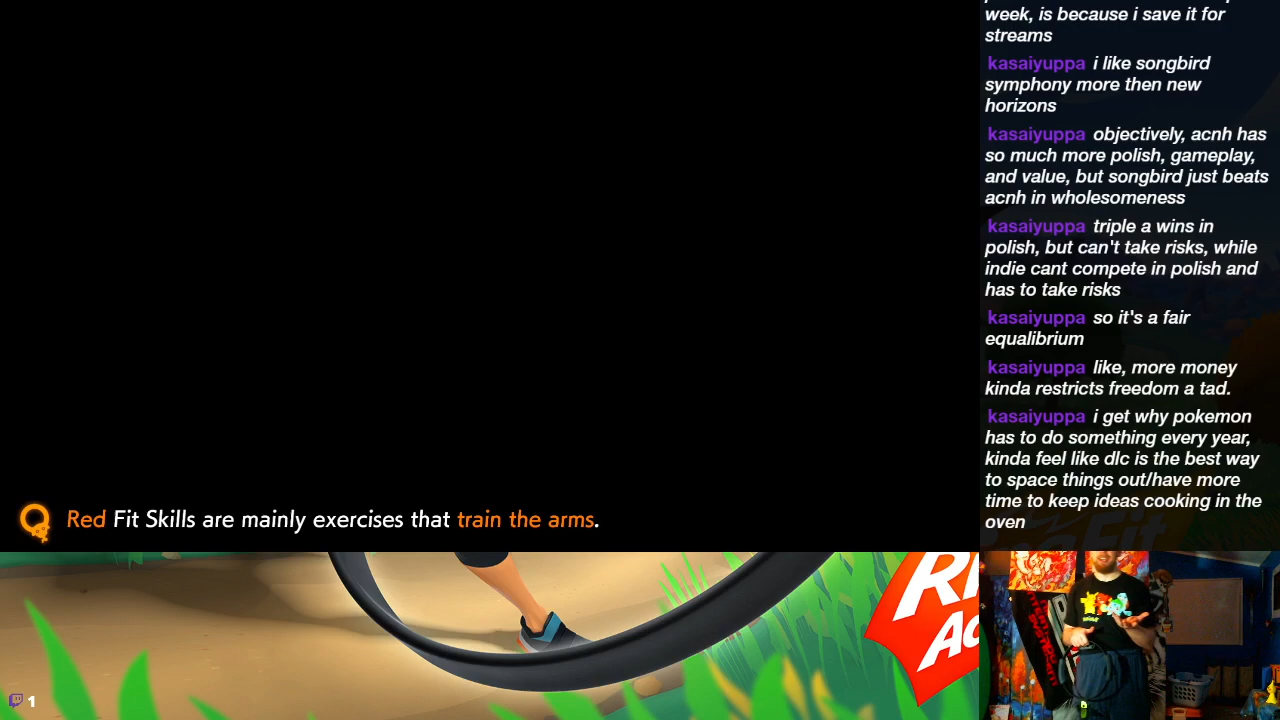 week, is because i save it for
streams
kasaiyuppa i like songbird
symphony more then new
horizons
kasaiyuppa objectively, acnh has
so much more polish, gameplay,
and value, but songbird just beats
acnh in wholesomeness
kasaiyuppa triple a wins in
polish, but can't take risks, while
indie cant compete in polish and
has to take risks
kasaiyuppa so it's a fair
equalibrium
kasaiyuppa like, more money
kinda restricts freedom a tad.
kasaiyuppa i get why pokemon
has to do something every year,
kinda feel like dlc is the best way
to space things out/have more
time to keep ideas cooking in the
oven
Red Fit Skills are mainly exercises that train the arms.
1